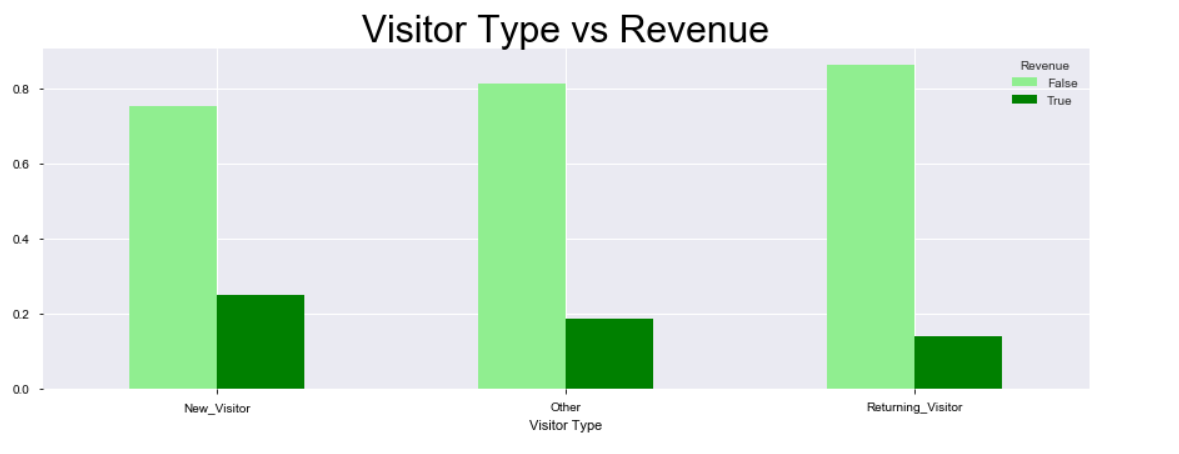 Visitor Type vs Revenue
Revenue
False
True
0.8
0.6
0.4
0.2
0.0
New_Visitor Other Returning_Visitor
Visitor Type